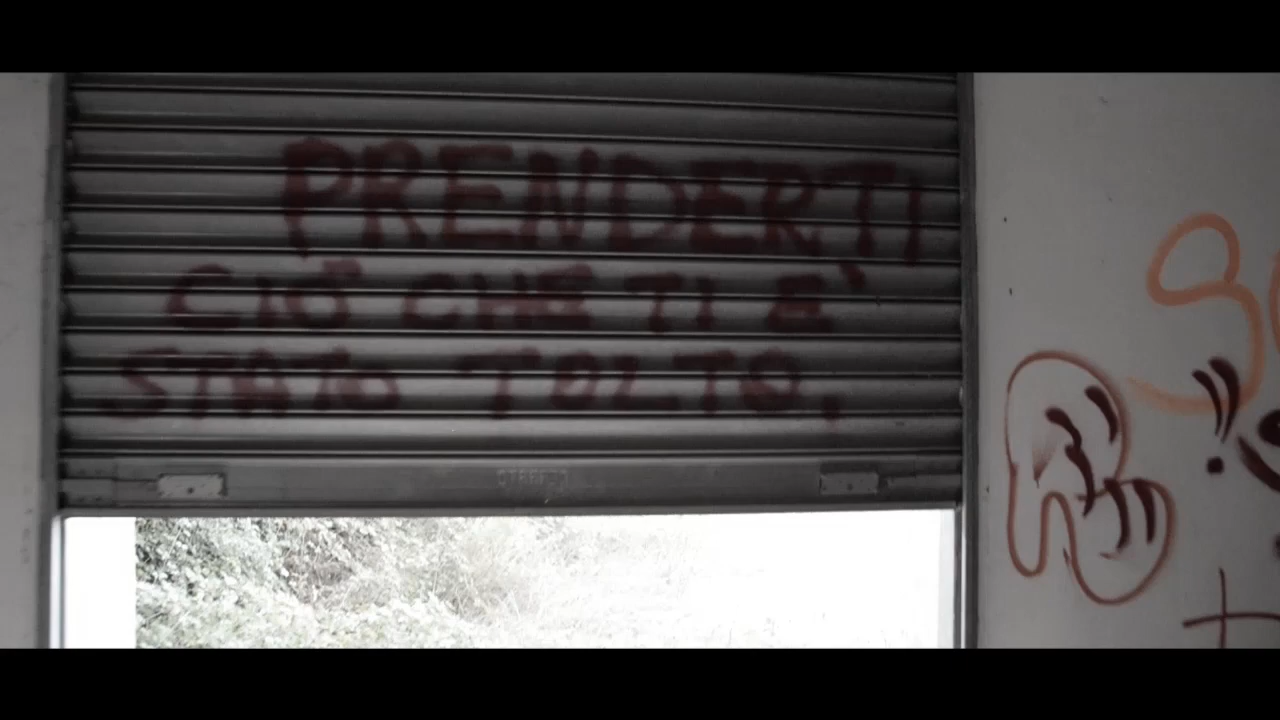 PRENDERTI
CIÒ CHE TI È
STATO TOLTO,